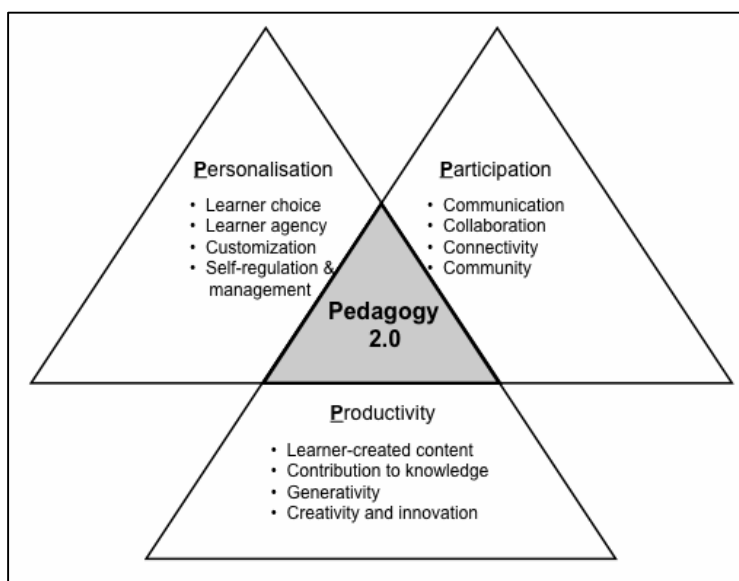 Personalisation
• Learner choice
• Learner agency
• Customization
• Self-regulation &
management
Participation
• Communication
• Collaboration
• Connectivity
• Community
Pedagogy
2.0
Productivity
• Learner-created content
• Contribution to knowledge
• Generativity
• Creativity and innovation